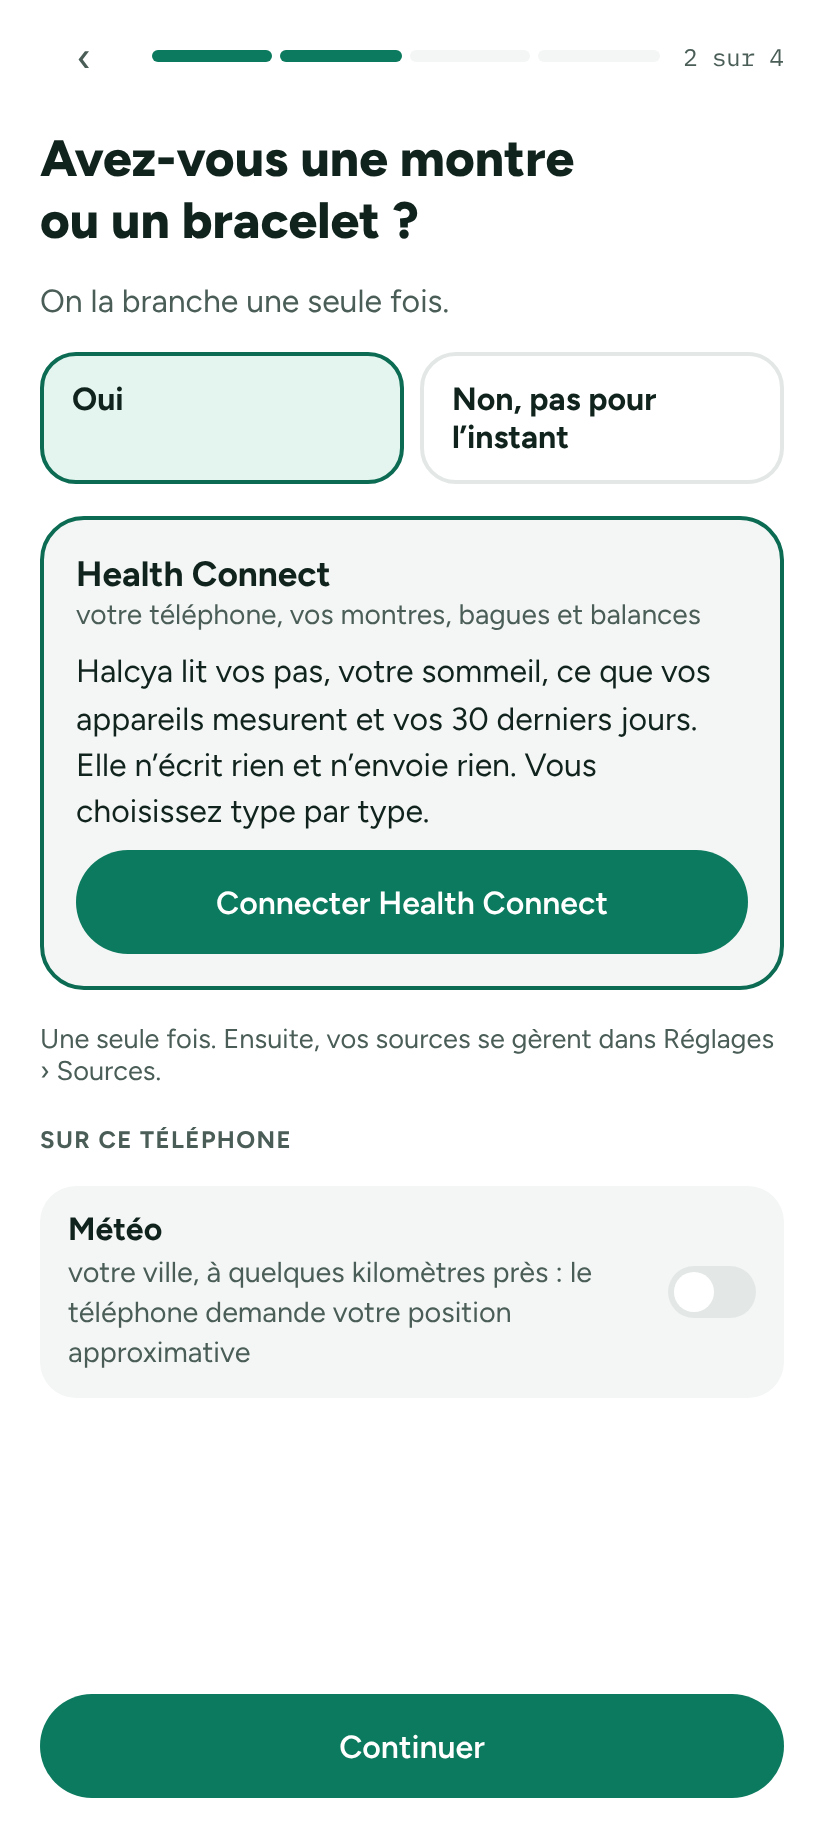 ‹
2 sur 4
Avez-vous une montre
ou un bracelet ?
On la branche une seule fois.
Oui
Non, pas pour
l’instant
Health Connect
votre téléphone, vos montres, bagues et balances
Halcya lit vos pas, votre sommeil, ce que vos
appareils mesurent et vos 30 derniers jours.
Elle n’écrit rien et n’envoie rien. Vous
choisissez type par type.
Connecter Health Connect
Une seule fois. Ensuite, vos sources se gèrent dans Réglages
› Sources.
SUR CE TÉLÉPHONE
Météo
votre ville, à quelques kilomètres près : le
téléphone demande votre position
approximative
Continuer